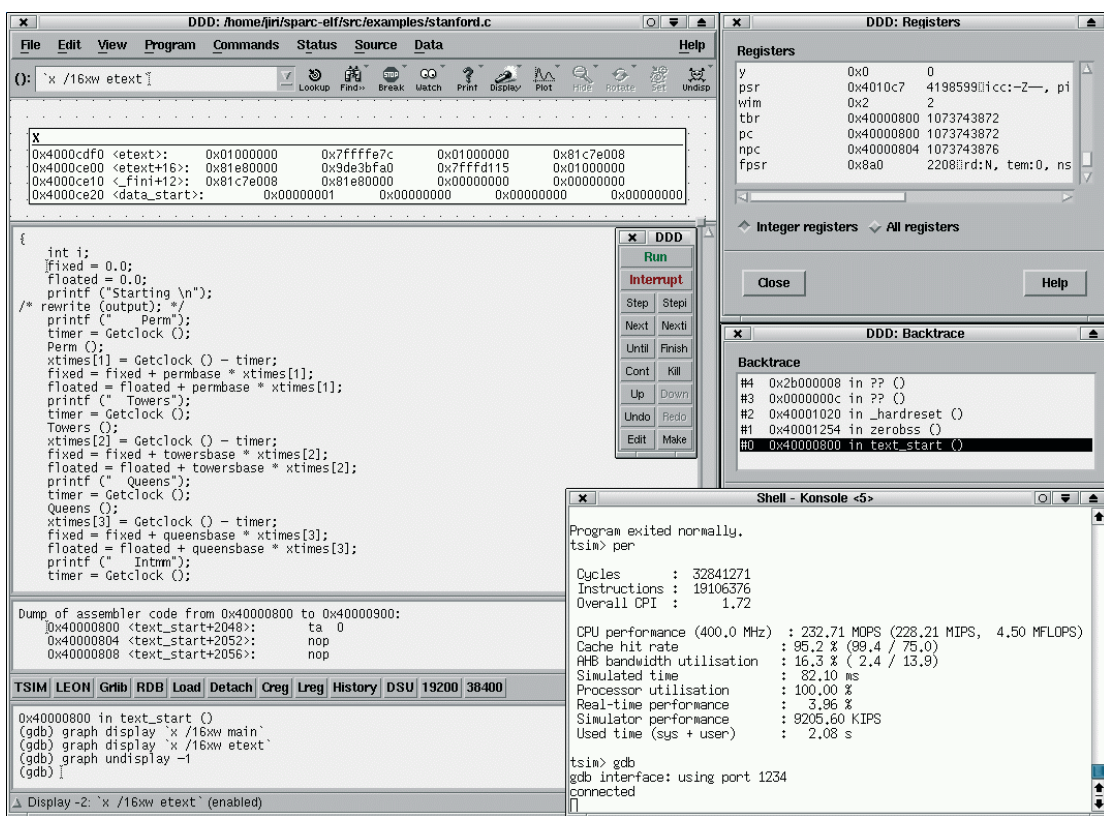 DDD: /home/jiri/sparc-elf/src/examples/stanford.c
File Edit View Program Commands Status Source Data Help
(): `x /16xw etext`
Lookup Find>> Break Watch Print Display Plot Hide Rotate Set Undisp
X
0x4000cdf0 <etext>: 0x01000000 0x7ffffe7c 0x01000000 0x81c7e008
0x4000ce00 <etext+16>: 0x81e80000 0x9de3bfa0 0x7fffd115 0x01000000
0x4000ce10 <_fini+12>: 0x81c7e008 0x81e80000 0x00000000 0x00000000
0x4000ce20 <data_start>: 0x00000001 0x00000000 0x00000000 0x00000000
{
int i;
fixed = 0.0;
floated = 0.0;
printf ("Starting \n");
/* rewrite (output); */
printf ("    Perm");
timer = Getclock ();
Perm ();
xtimes[1] = Getclock () - timer;
fixed = fixed + permbase * xtimes[1];
floated = floated + permbase * xtimes[1];
printf ("  Towers");
timer = Getclock ();
Towers ();
xtimes[2] = Getclock () - timer;
fixed = fixed + towersbase * xtimes[2];
floated = floated + towersbase * xtimes[2];
printf ("  Queens");
timer = Getclock ();
Queens ();
xtimes[3] = Getclock () - timer;
fixed = fixed + queensbase * xtimes[3];
floated = floated + queensbase * xtimes[3];
printf ("   Intmm");
timer = Getclock ();
DDD
Run
Interrupt
Step Stepi
Next Nexti
Until Finish
Cont Kill
Up Down
Undo Redo
Edit Make
Dump of assembler code from 0x40000800 to 0x40000900:
0x40000800 <text_start+2048>: ta 0
0x40000804 <text_start+2052>: nop
0x40000808 <text_start+2056>: nop
TSIM LEON Grlib RDB Load Detach Creg Lreg History DSU 19200 38400
0x40000800 in text_start ()
(gdb) graph display `x /16xw main`
(gdb) graph display `x /16xw etext`
(gdb) graph undisplay -1
(gdb)
Display -2: `x /16xw etext` (enabled)
DDD: Registers
Registers
y 0x0 0
psr 0x4010c7 4198599 icc:-Z--, pi
wim 0x2 2
tbr 0x40000800 1073743872
pc 0x40000800 1073743872
npc 0x40000804 1073743876
fpsr 0x8a0 2208 rd:N, tem:0, ns
Integer registers All registers
Close Help
DDD: Backtrace
Backtrace
#4 0x2b000008 in ?? ()
#3 0x0000000c in ?? ()
#2 0x40001020 in _hardreset ()
#1 0x40001254 in zerobss ()
#0 0x40000800 in text_start ()
Shell - Konsole <5>
Program exited normally.
tsim> per
Cycles : 32841271
Instructions : 19106376
Overall CPI : 1.72
CPU performance (400.0 MHz) : 232.71 MOPS (228.21 MIPS, 4.50 MFLOPS)
Cache hit rate : 95.2 % (99.4 / 75.0)
AHB bandwidth utilisation : 16.3 % ( 2.4 / 13.9)
Simulated time : 82.10 ms
Processor utilisation : 100.00 %
Real-time performance : 3.96 %
Simulator performance : 9205.60 KIPS
Used time (sys + user) : 2.08 s
tsim> gdb
gdb interface: using port 1234
connected